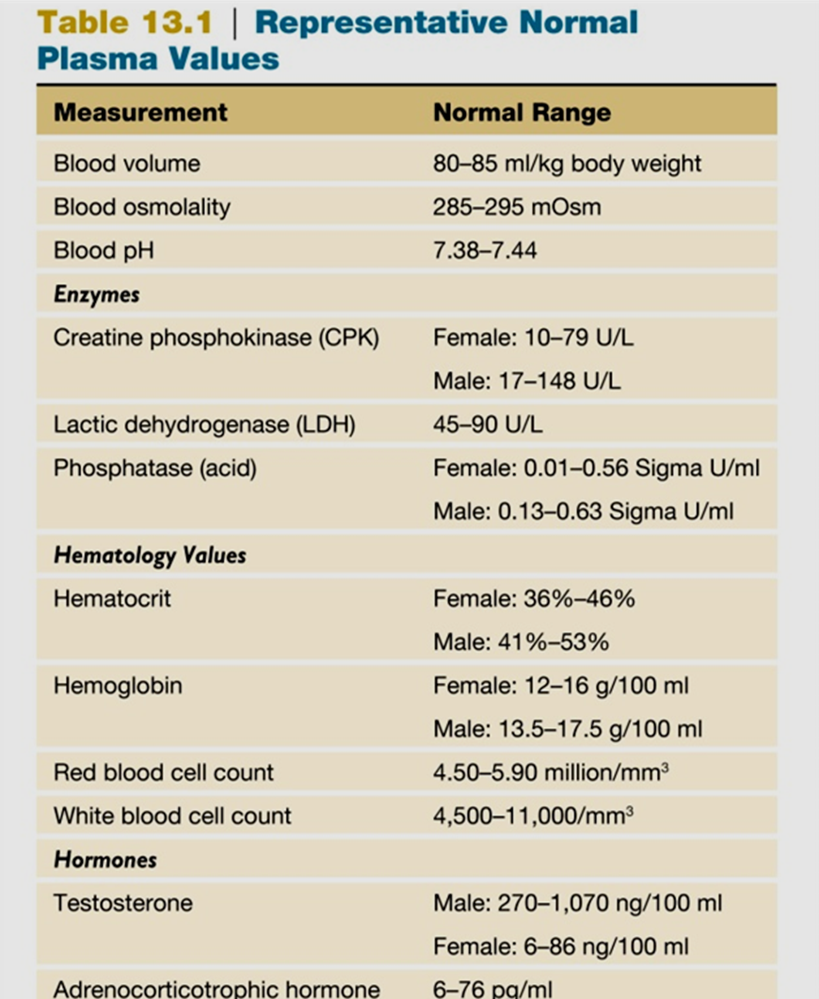 Table 13.1 | Representative Normal
Plasma Values
Measurement Normal Range
Blood volume 80–85 ml/kg body weight
Blood osmolality 285–295 mOsm
Blood pH 7.38–7.44
Enzymes
Creatine phosphokinase (CPK) Female: 10–79 U/L
Male: 17–148 U/L
Lactic dehydrogenase (LDH) 45–90 U/L
Phosphatase (acid) Female: 0.01–0.56 Sigma U/ml
Male: 0.13–0.63 Sigma U/ml
Hematology Values
Hematocrit Female: 36%–46%
Male: 41%–53%
Hemoglobin Female: 12–16 g/100 ml
Male: 13.5–17.5 g/100 ml
Red blood cell count 4.50–5.90 million/mm³
White blood cell count 4,500–11,000/mm³
Hormones
Testosterone Male: 270–1,070 ng/100 ml
Female: 6–86 ng/100 ml
Adrenocorticotrophic hormone 6–76 pg/ml